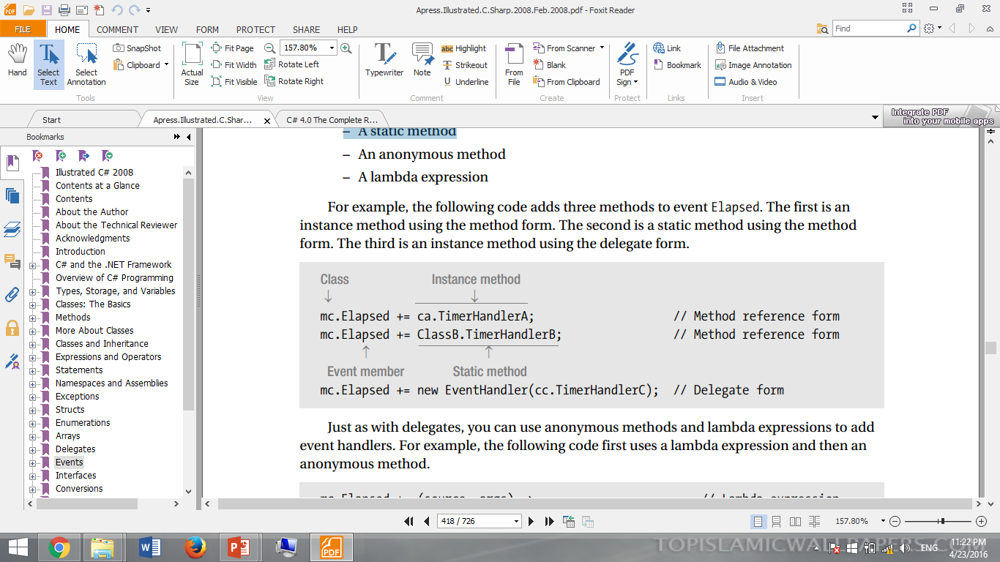 Apress.Illustrated.C.Sharp.2008.Feb.2008.pdf - Foxit Reader
FILE HOME COMMENT VIEW FORM PROTECT SHARE HELP
Find
Hand
Select Text
Select Annotation
SnapShot
Clipboard
Tools
Actual Size
Fit Page
Fit Width
Fit Visible
157.80%
Rotate Left
Rotate Right
View
Typewriter
Note
Highlight
Strikeout
Underline
Comment
From File
From Scanner
Blank
From Clipboard
Create
PDF Sign
Protect
Link
Bookmark
Links
File Attachment
Image Annotation
Audio & Video
Insert
Start
Apress.Illustrated.C.Shar...
C# 4.0 The Complete R...
Integrate PDF
into your mobile apps
Bookmarks
Illustrated C# 2008
Contents at a Glance
Contents
About the Author
About the Technical Reviewer
Acknowledgments
Introduction
C# and the .NET Framework
Overview of C# Programming
Types, Storage, and Variables
Classes: The Basics
Methods
More About Classes
Classes and Inheritance
Expressions and Operators
Statements
Namespaces and Assemblies
Exceptions
Structs
Enumerations
Arrays
Delegates
Events
Interfaces
Conversions
– A static method
– An anonymous method
– A lambda expression
For example, the following code adds three methods to event Elapsed. The first is an
instance method using the method form. The second is a static method using the method
form. The third is an instance method using the delegate form.
Class Instance method
mc.Elapsed += ca.TimerHandlerA; // Method reference form
mc.Elapsed += ClassB.TimerHandlerB; // Method reference form
Event member Static method
mc.Elapsed += new EventHandler(cc.TimerHandlerC); // Delegate form
Just as with delegates, you can use anonymous methods and lambda expressions to add
event handlers. For example, the following code first uses a lambda expression and then an
anonymous method.
mc.Elapsed += (source, args) => // Lambda expression
418 / 726
157.80%
TOPISLAMICWALLPAPERS.COM
ENG
11:22 PM
4/23/2016